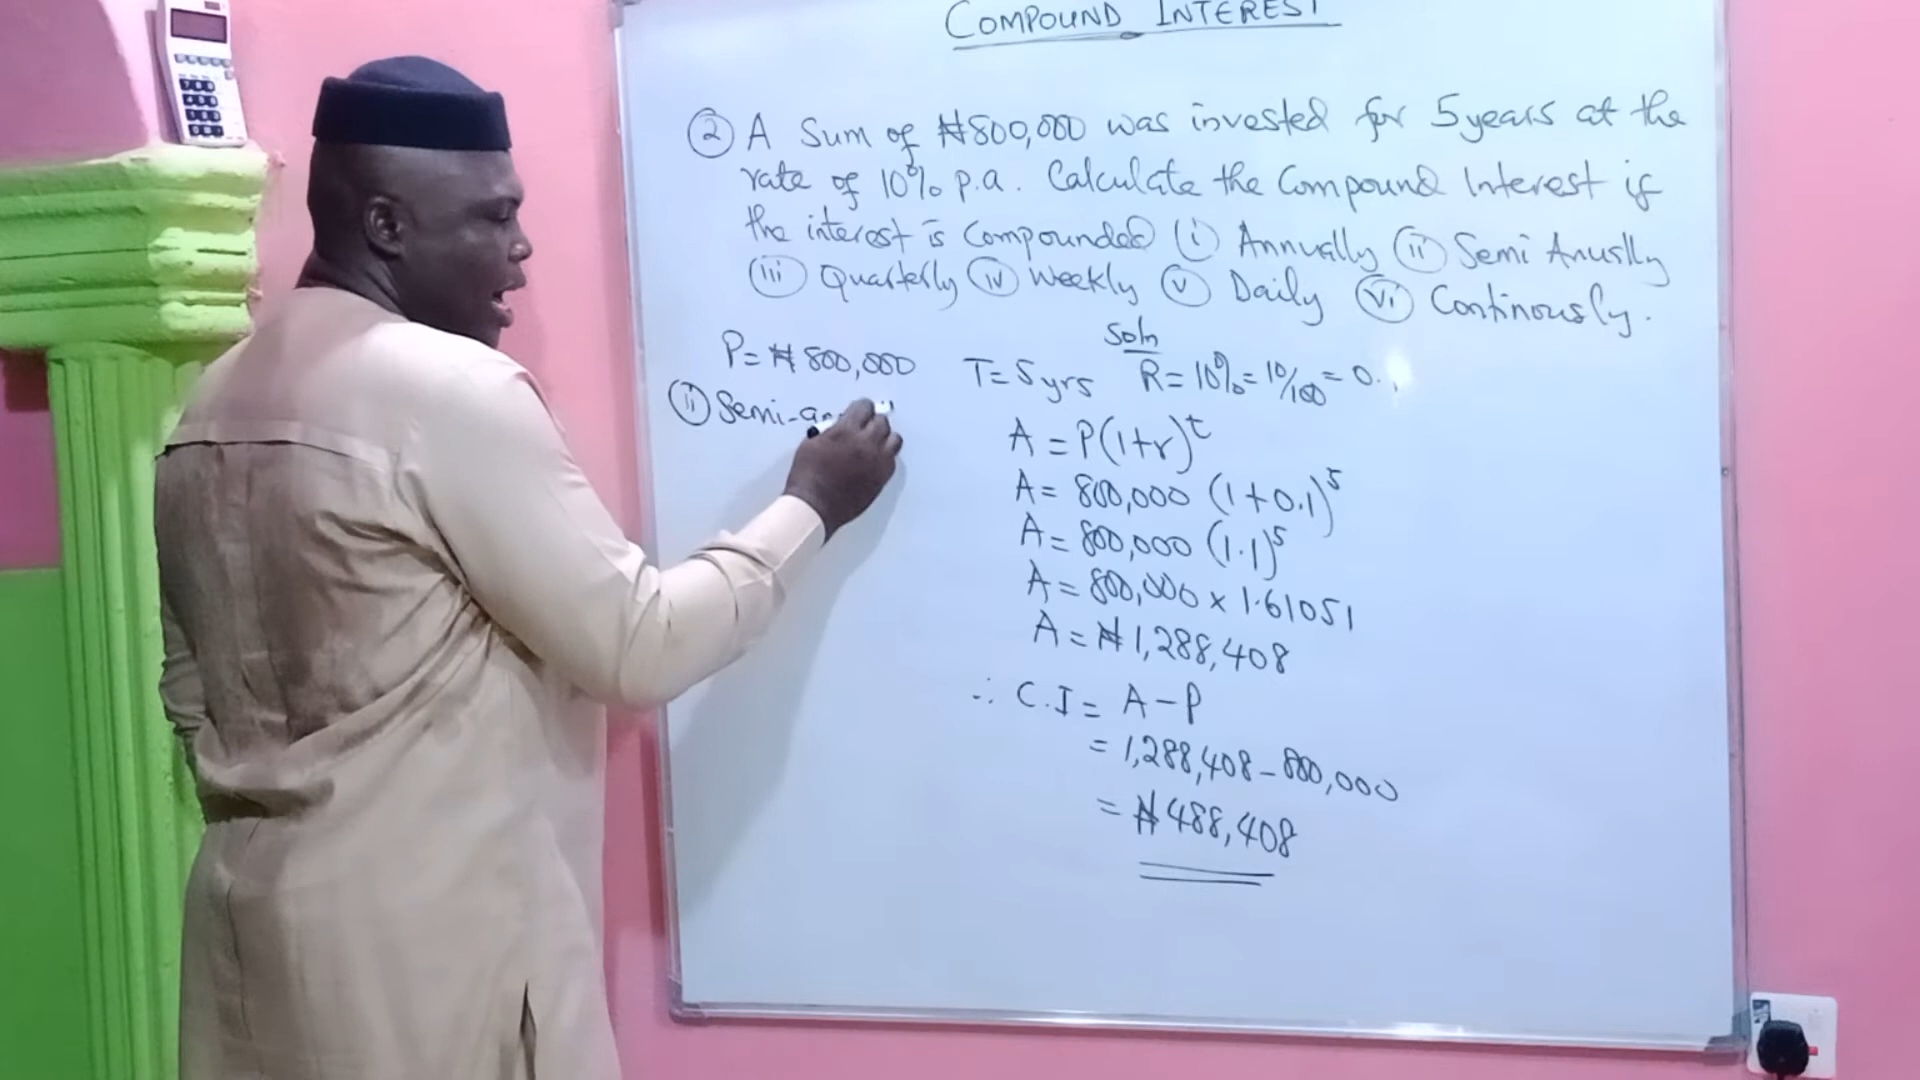 COMPOUND INTEREST
② A Sum of ₦800,000 was invested for 5years at the
rate of 10% p.a. Calculate the Compound Interest if
the interest is Compounded (i) Annually (ii) Semi Anuslly
(iii) Quarterly (iv) Weekly (v) Daily (vi) Continously.
Soln
P = ₦800,000 T = 5yrs R = 10% = 10/100 = 0.1
(ii) Semi-
A = P(1+r)^t
A = 800,000 (1+0.1)^5
A = 800,000 (1.1)^5
A = 800,000 x 1.61051
A = ₦1,288,408
∴ C.I = A - P
= 1,288,408 - 800,000
= ₦488,408